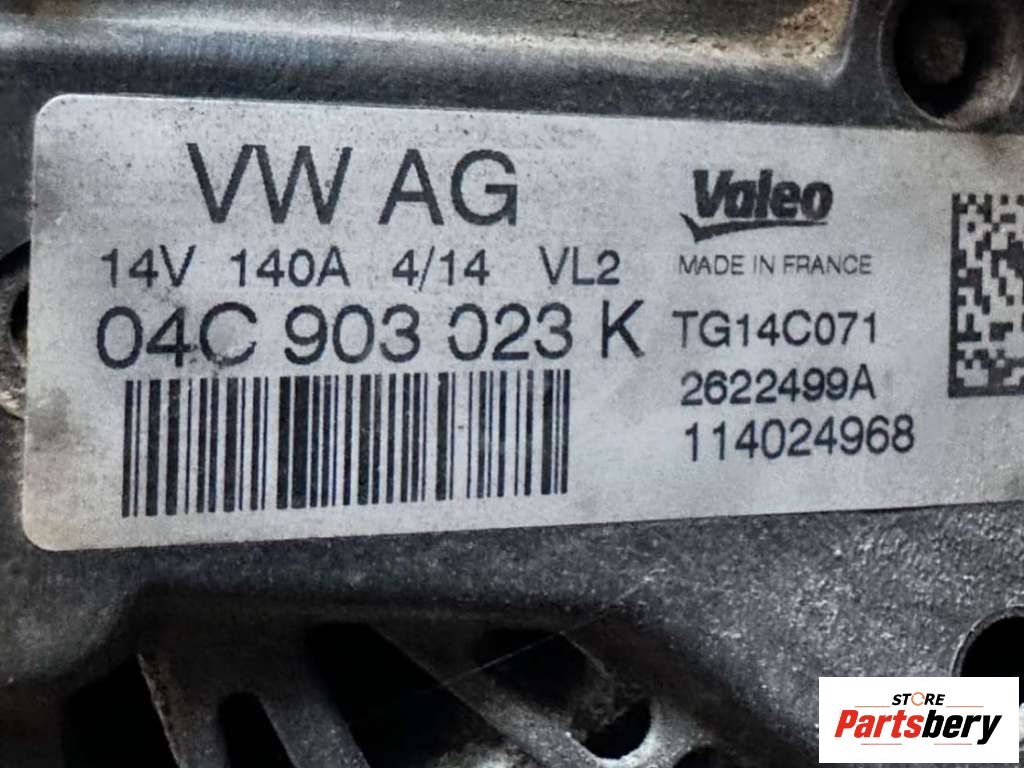 VW AG
14V 140A 4/14 VL2
04C 903 023 K
Valeo
MADE IN FRANCE
TG14C071
2622499A
114024968
STORE
Partsbery